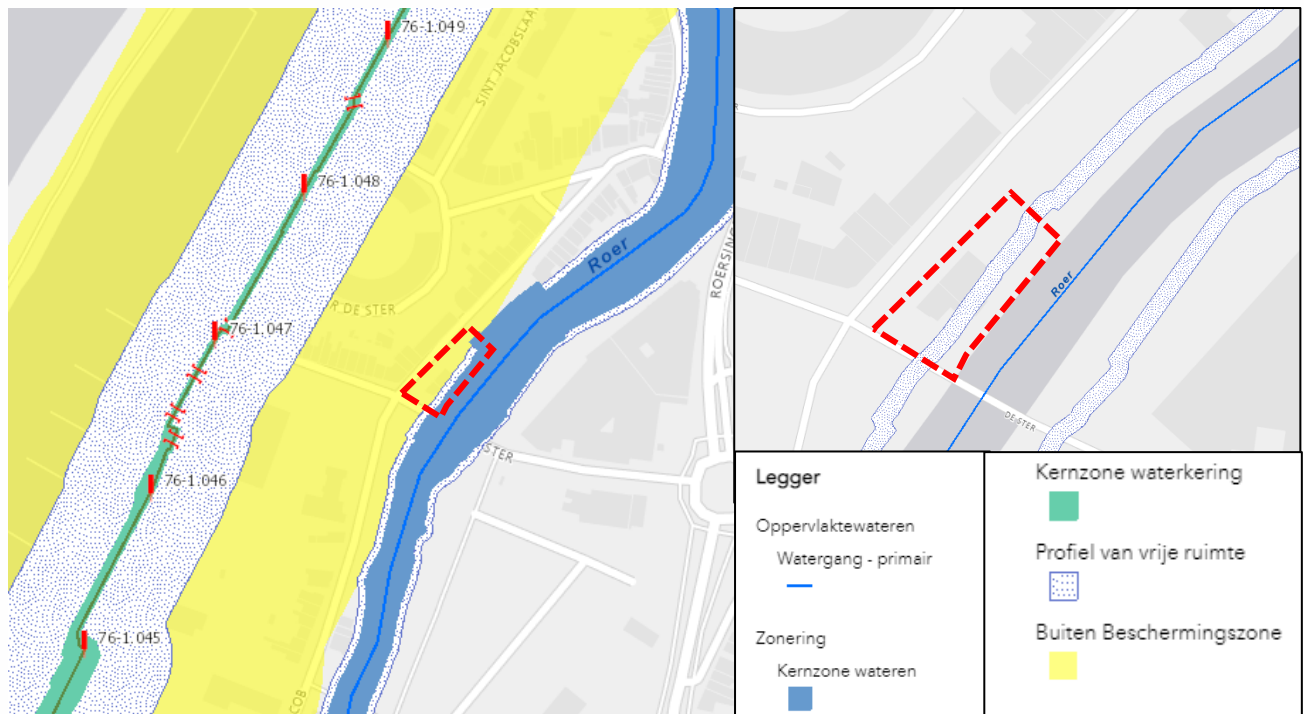 76-1.049
SINT JACOBSLAA
76-1.048
Roer
ROERSING
R DE STER
76-1.047
STER
76-1.046
76-1.045
COB
Roer
DE STER
Legger
Oppervlaktewateren
Watergang - primair
Zonering
Kernzone wateren
Kernzone waterkering
Profiel van vrije ruimte
Buiten Beschermingszone